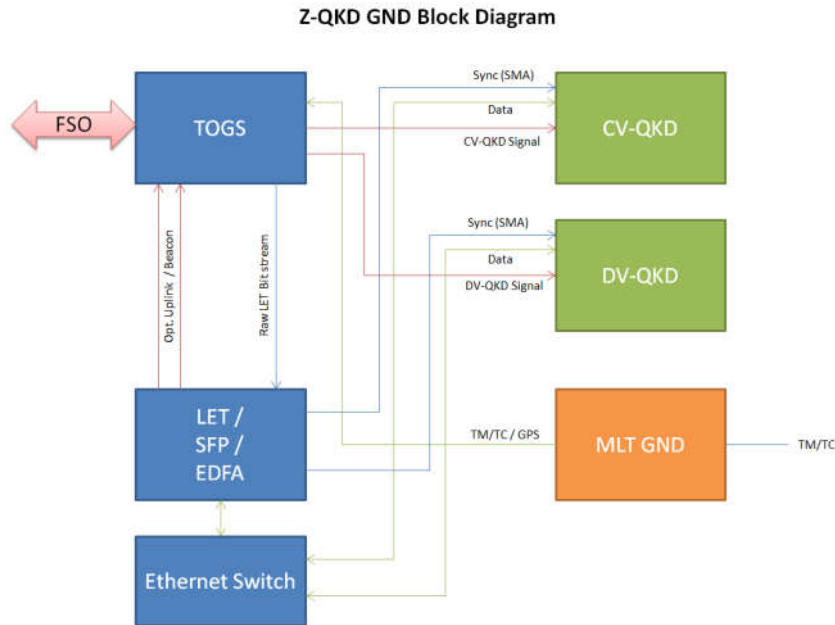 Z-QKD GND Block Diagram
FSO
TOGS
Sync (SMA)
Data
CV-QKD Signal
CV-QKD
Sync (SMA)
Data
DV-QKD Signal
DV-QKD
Opt. Uplink / Beacon
Raw LET Bit stream
LET /
SFP /
EDFA
TM/TC / GPS
MLT GND
TM/TC
Ethernet Switch